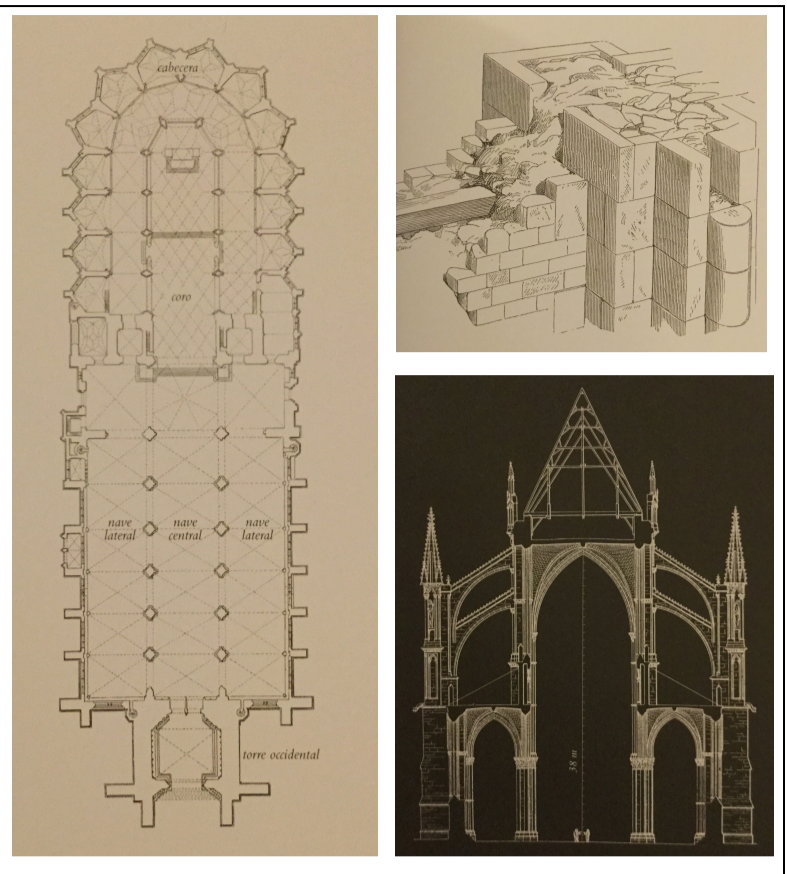 cabecera
coro
nave
lateral
nave
central
nave
lateral
torre occidental
38 m